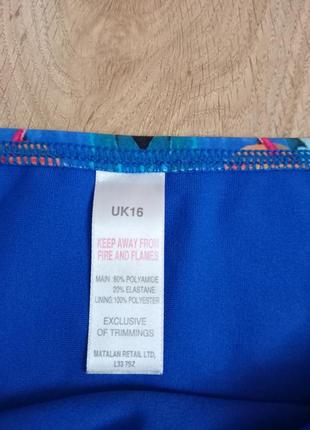 UK16
KEEP AWAY FROM
FIRE AND FLAMES
MAIN :80% POLYAMIDE
20% ELASTANE
LINING:100% POLYESTER
EXCLUSIVE
OF TRIMMINGS
MATALAN RETAIL LTD,
L33 7SZ